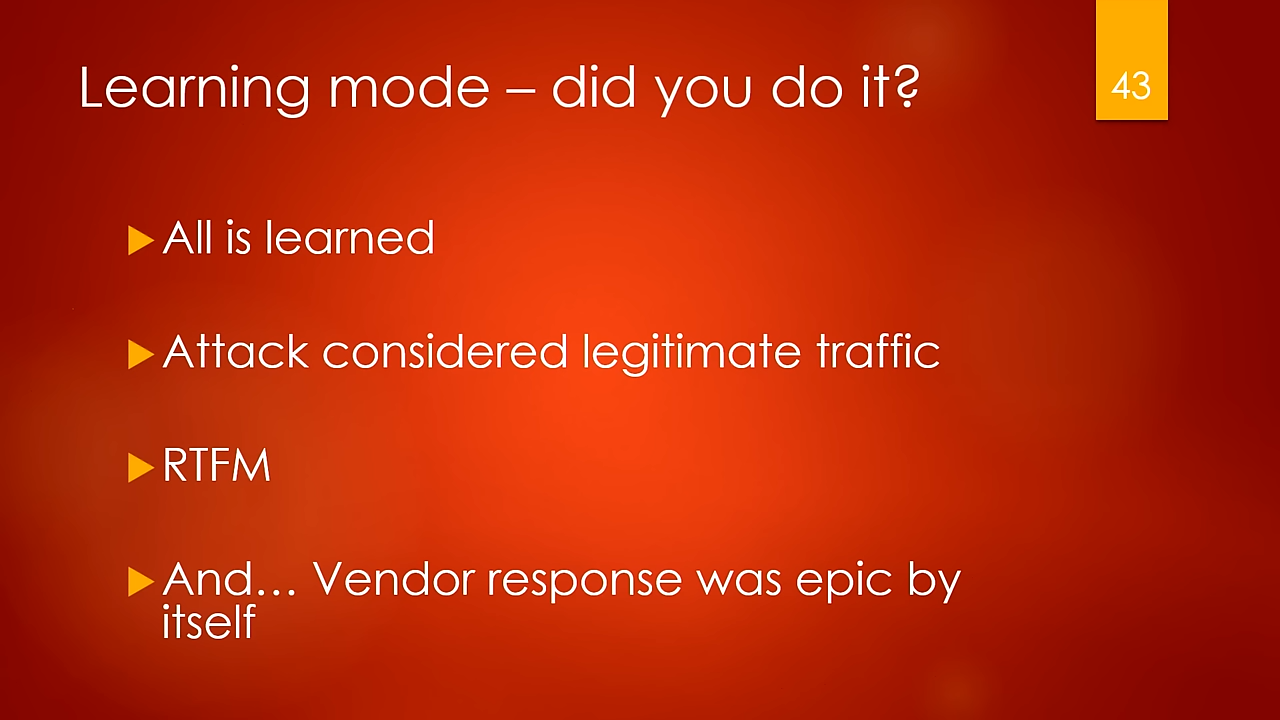 Learning mode – did you do it?
43
All is learned
Attack considered legitimate traffic
RTFM
And… Vendor response was epic by
itself